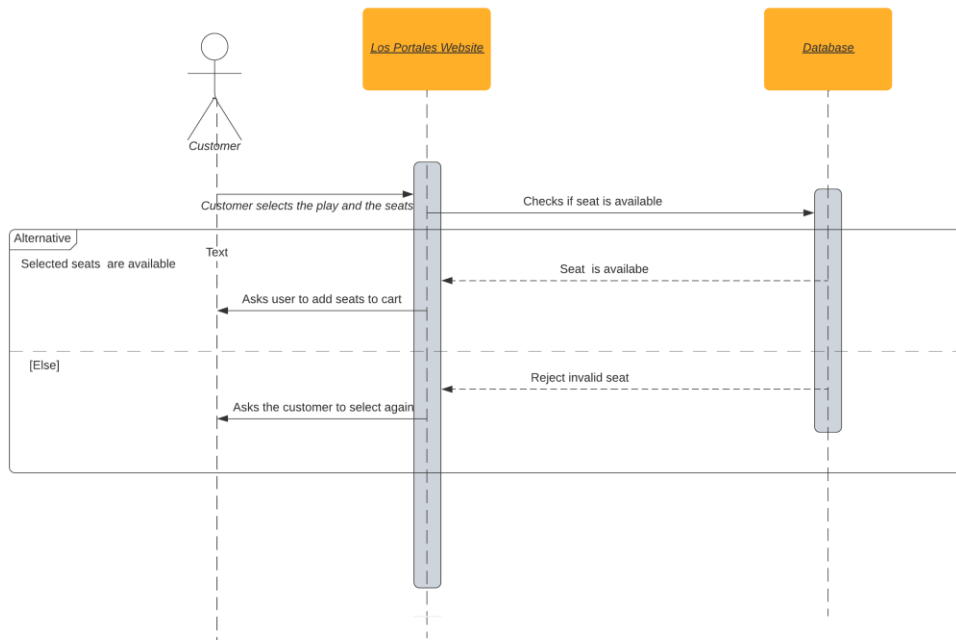 Los Portales Website
Database
Customer
Customer selects the play and the seats
Checks if seat is available
Alternative
Text
Selected seats are available
Seat is availabe
Asks user to add seats to cart
[Else]
Reject invalid seat
Asks the customer to select again